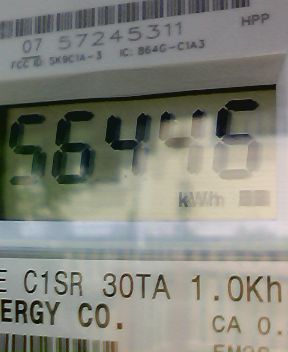 HPP
07 57245311
FCC ID: SK9C1A-3 IC: 864G-C1A3
56446
kWh
E C1SR 30TA 1.0Kh
ERGY CO.
CA 0.